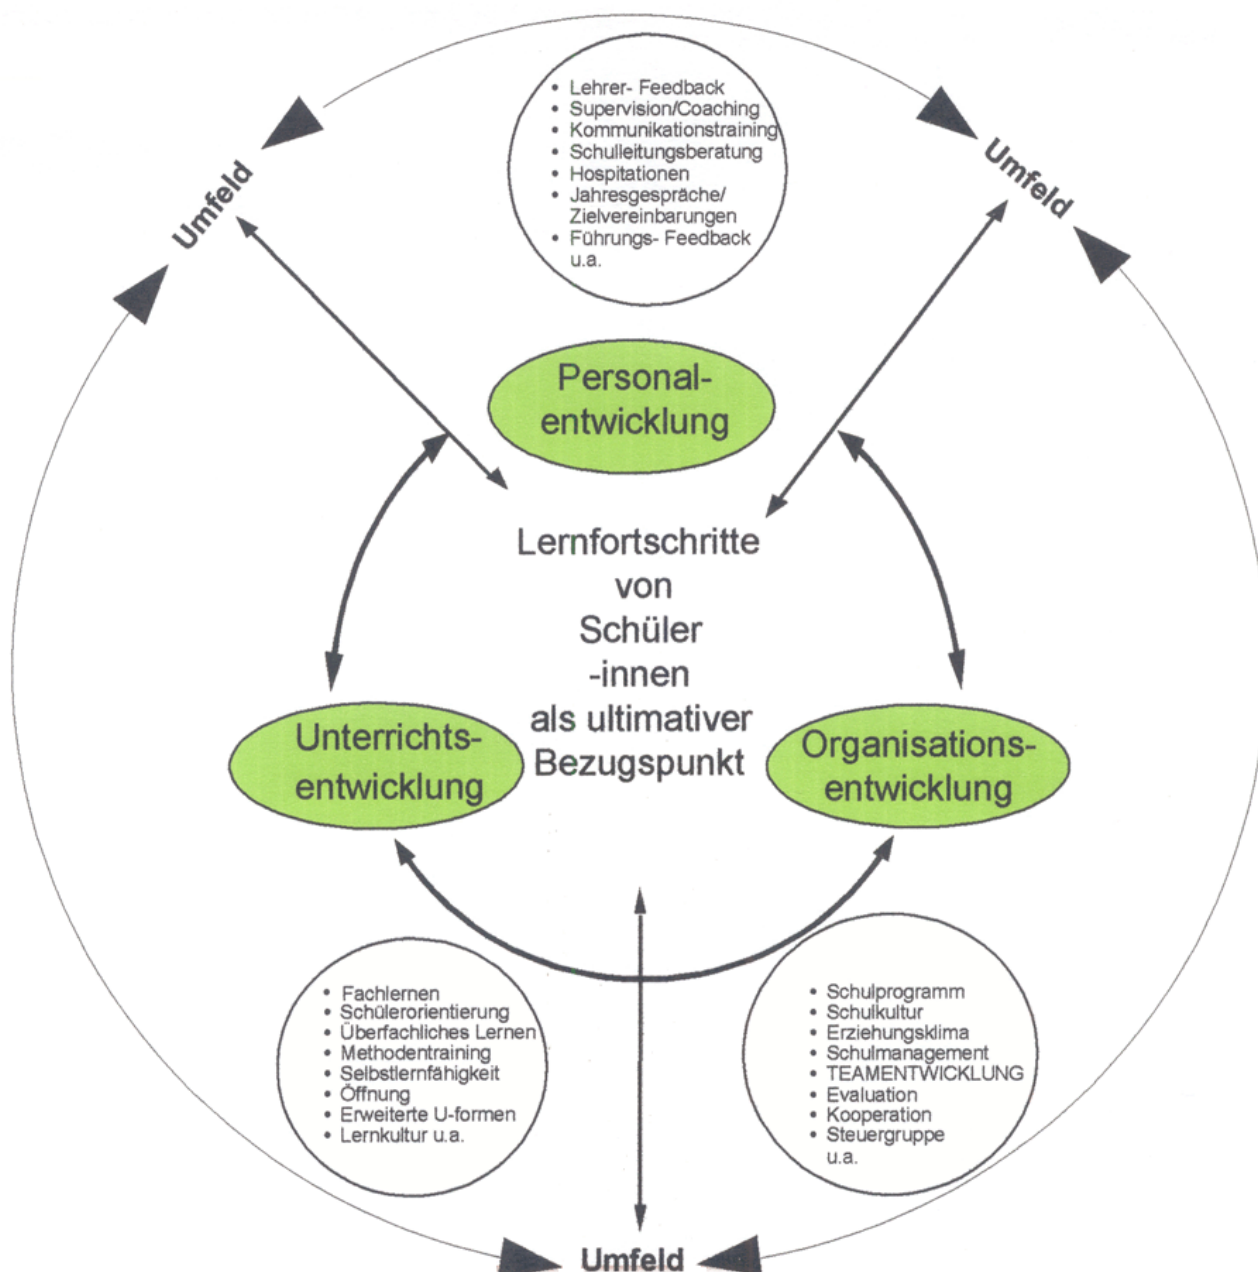 • Lehrer- Feedback
• Supervision/Coaching
• Kommunikationstraining
• Schulleitungsberatung
• Hospitationen
• Jahresgespräche/
Zielvereinbarungen
• Führungs- Feedback
u.a.
Umfeld
Umfeld
Personal-
entwicklung
Lernfortschritte
von
Schüler
-innen
als ultimativer
Bezugspunkt
Unterrichts-
entwicklung
Organisations-
entwicklung
• Fachlernen
• Schülerorientierung
• Überfachliches Lernen
• Methodentraining
• Selbstlernfähigkeit
• Öffnung
• Erweiterte U-formen
• Lernkultur u.a.
• Schulprogramm
• Schulkultur
• Erziehungsklima
• Schulmanagement
• TEAMENTWICKLUNG
• Evaluation
• Kooperation
• Steuergruppe
u.a.
Umfeld